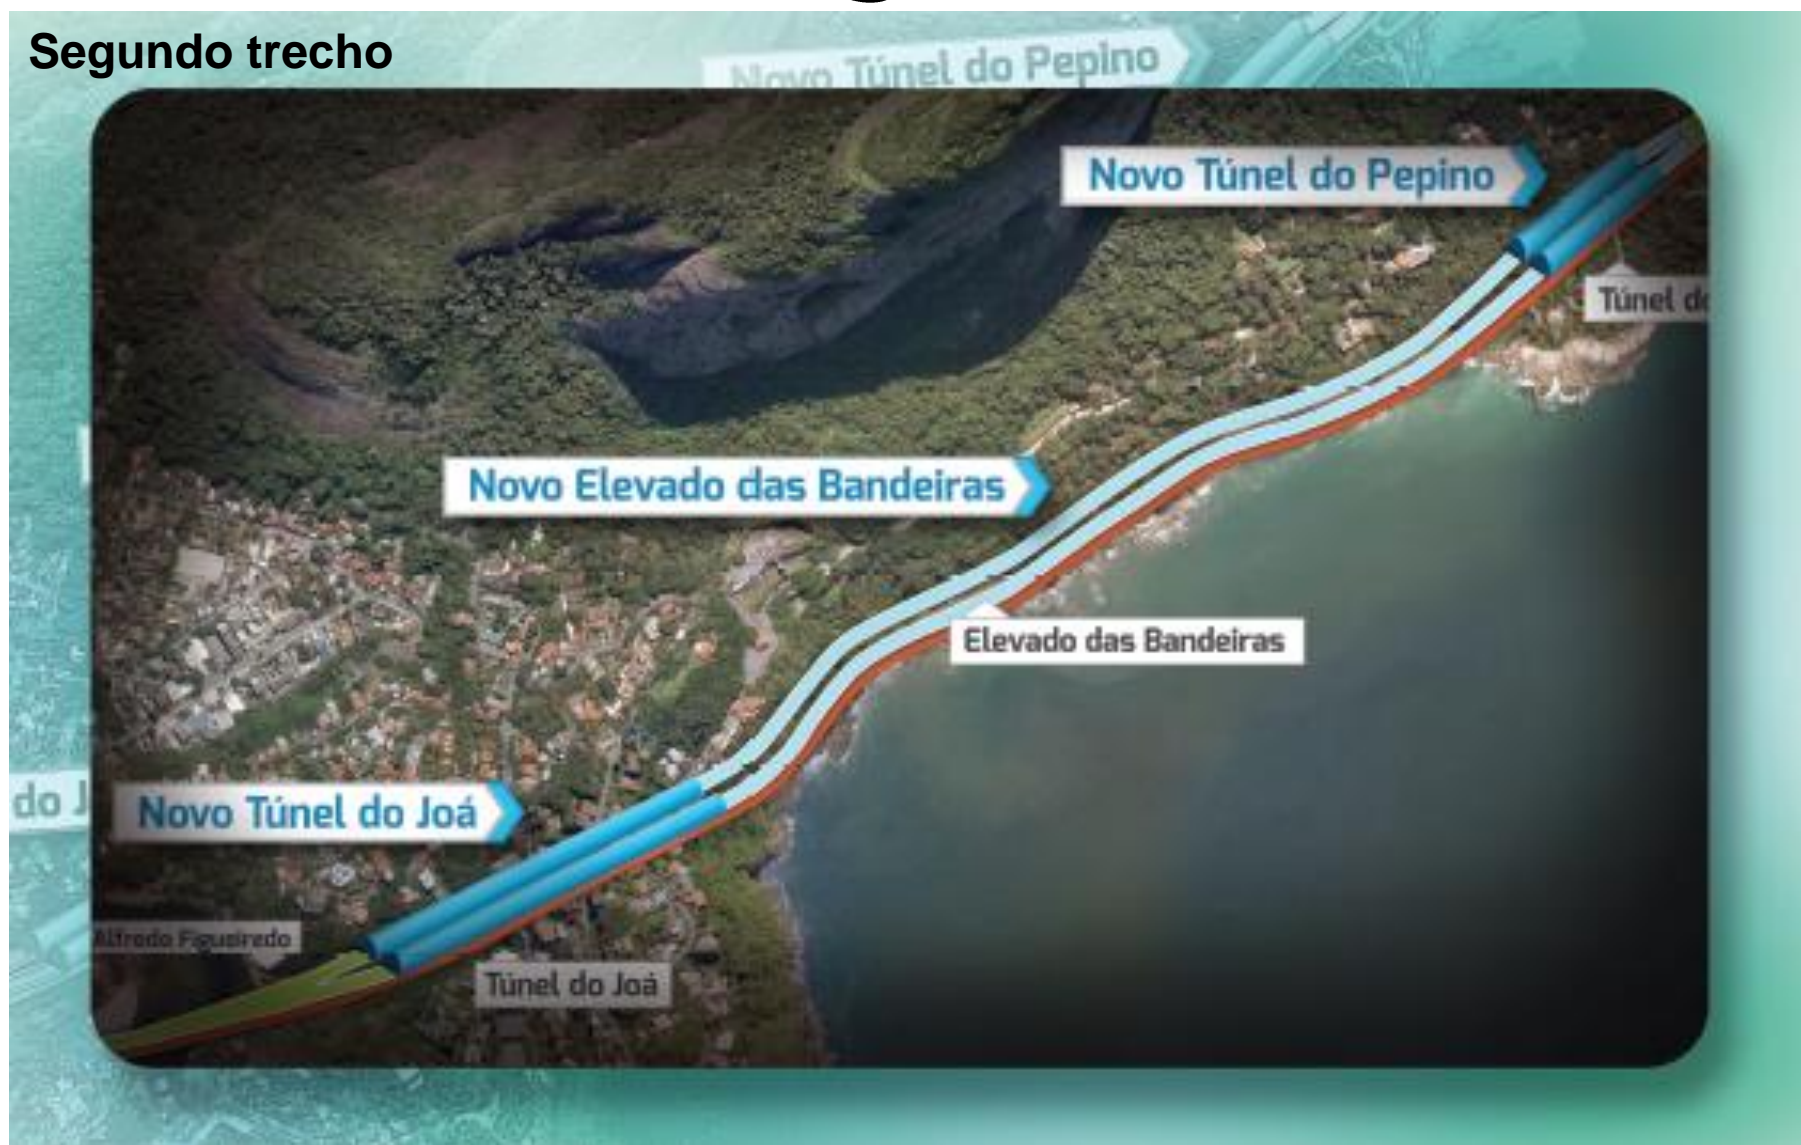 Segundo trecho
Novo Túnel do Pepino
Novo Túnel do Pepino
Túnel
Novo Elevado das Bandeiras
Elevado das Bandeiras
do J
Novo Túnel do Joá
Alfredo Figueiredo
Túnel do Joá